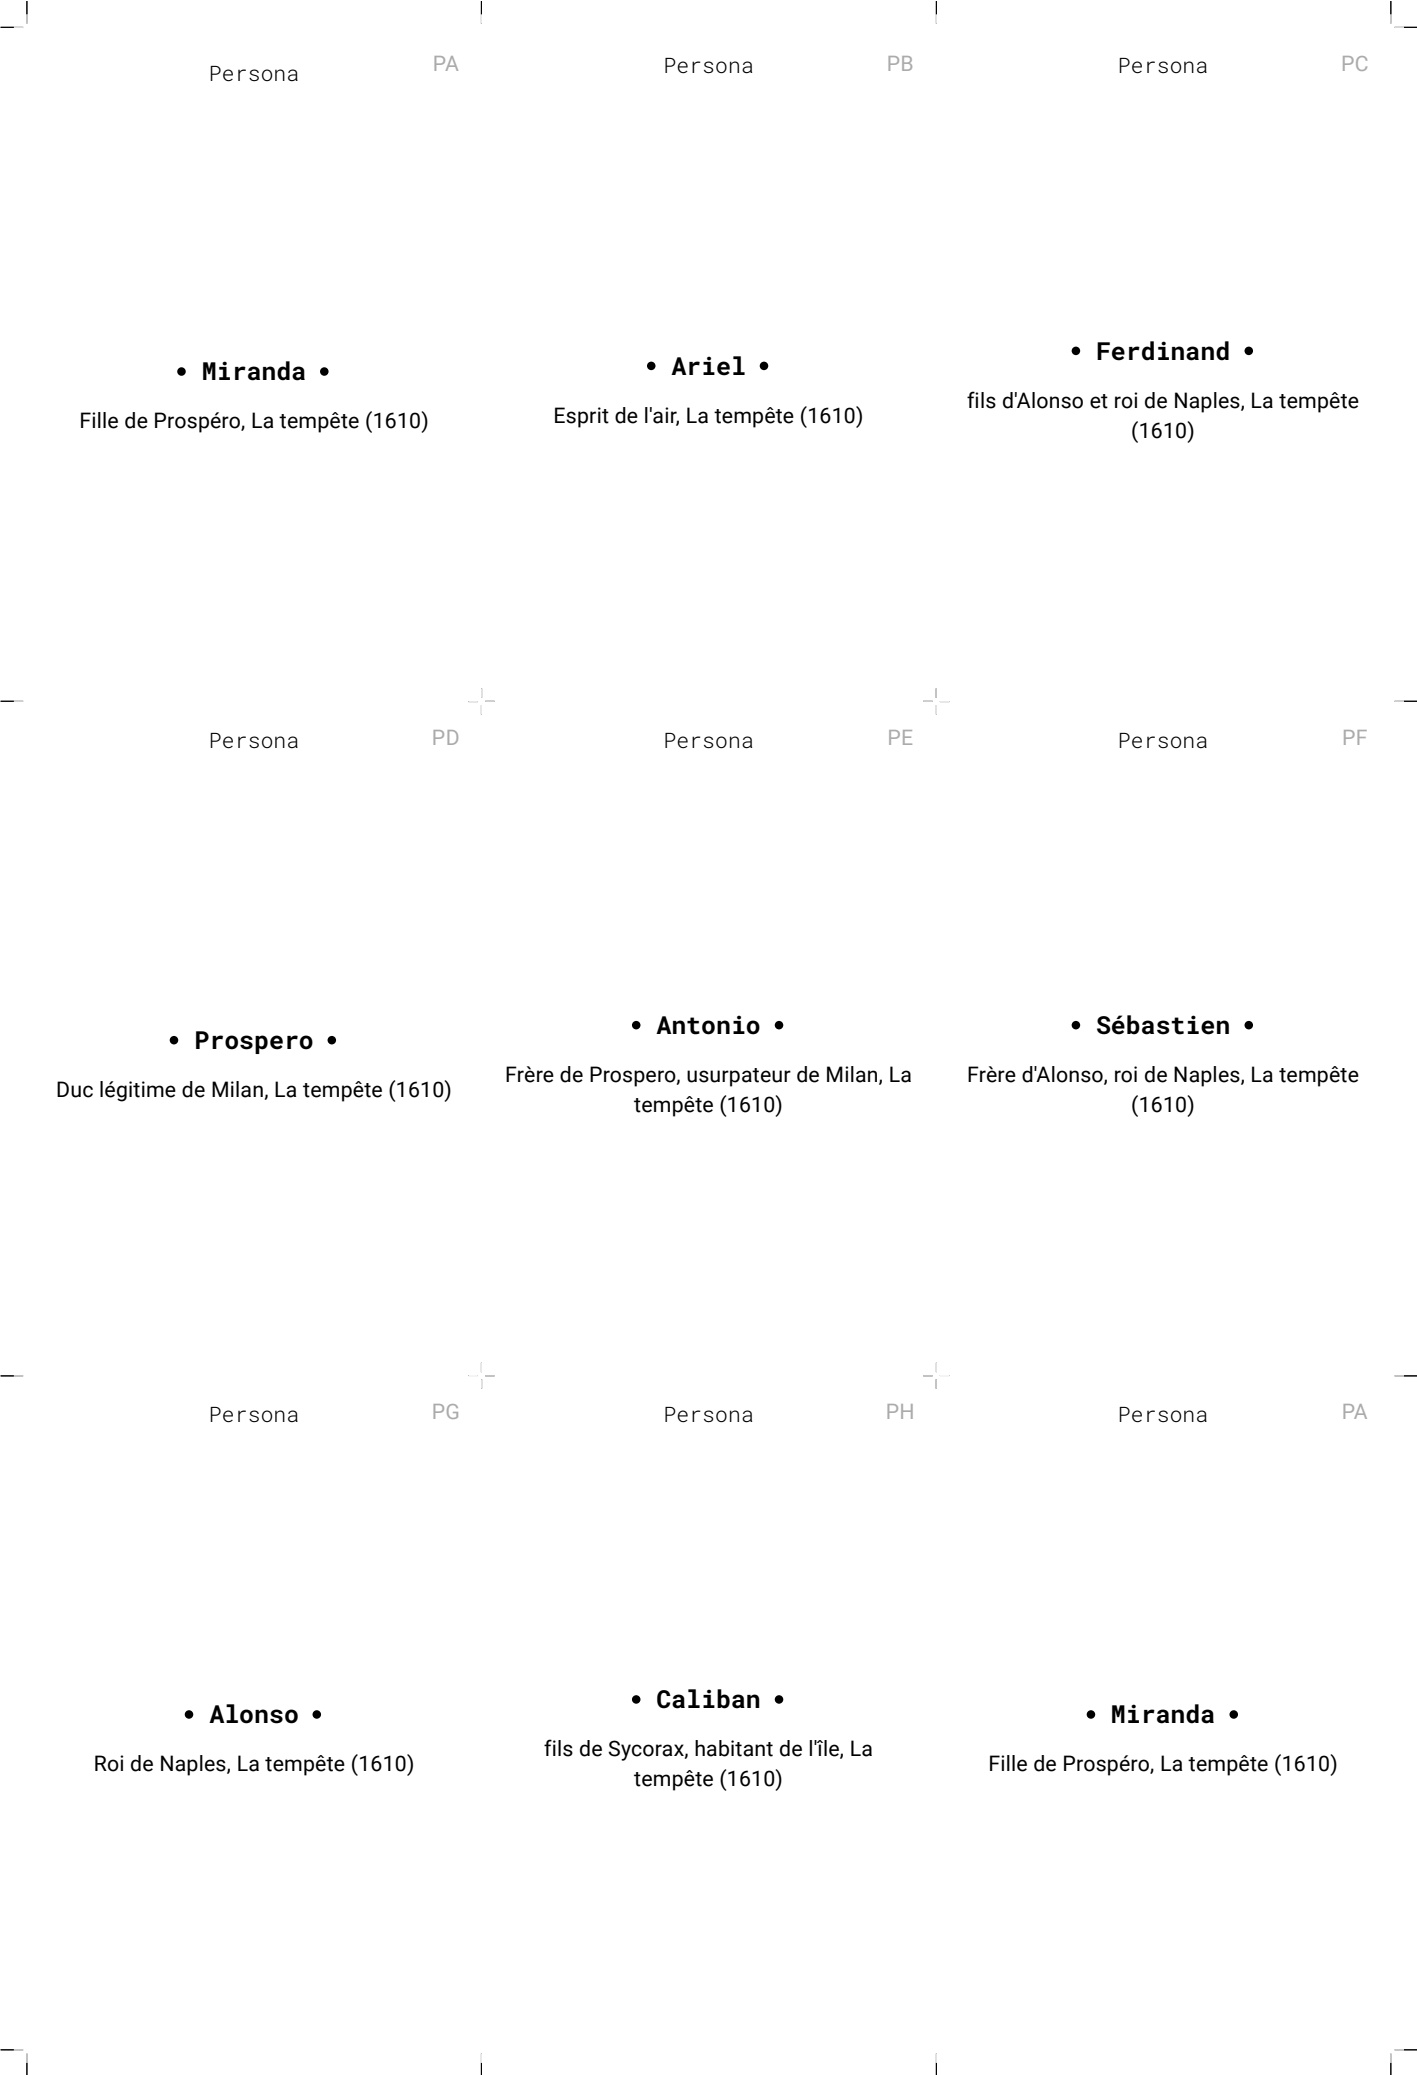 Persona PA
• Miranda •
Fille de Prospéro, La tempête (1610)
Persona PB
• Ariel •
Esprit de l'air, La tempête (1610)
Persona PC
• Ferdinand •
fils d'Alonso et roi de Naples, La tempête
(1610)
Persona PD
• Prospero •
Duc légitime de Milan, La tempête (1610)
Persona PE
• Antonio •
Frère de Prospero, usurpateur de Milan, La
tempête (1610)
Persona PF
• Sébastien •
Frère d'Alonso, roi de Naples, La tempête
(1610)
Persona PG
• Alonso •
Roi de Naples, La tempête (1610)
Persona PH
• Caliban •
fils de Sycorax, habitant de l'île, La
tempête (1610)
Persona PA
• Miranda •
Fille de Prospéro, La tempête (1610)